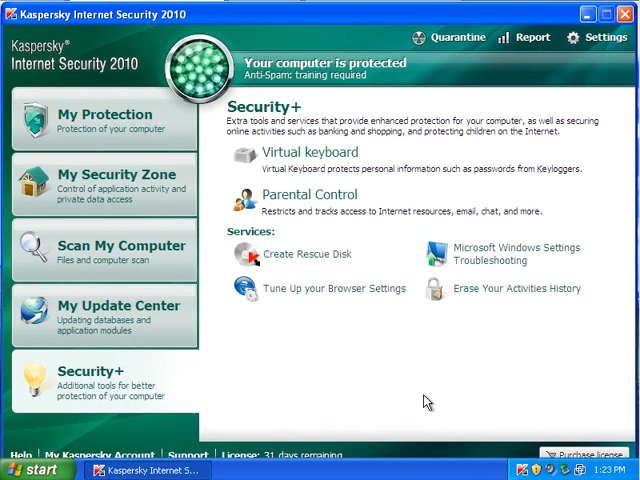 Kaspersky Internet Security 2010
Kaspersky®
Internet Security 2010
Quarantine
Report
Settings
Your computer is protected
Anti-Spam: training required
My Protection
Protection of your computer
My Security Zone
Control of application activity and
private data access
Scan My Computer
Files and computer scan
My Update Center
Updating databases and
application modules
Security+
Additional tools for better
protection of your computer
Security+
Extra tools and services that provide enhanced protection for your computer, as well as securing
online activities such as banking and shopping, and protecting children on the Internet.
Virtual keyboard
Virtual Keyboard protects personal information such as passwords from Keyloggers.
Parental Control
Restricts and tracks access to Internet resources, email, chat, and more.
Services:
Create Rescue Disk
Microsoft Windows Settings
Troubleshooting
Tune Up your Browser Settings
Erase Your Activities History
Help
My Kaspersky Account
Support
License: 31 days remaining
Purchase license
start
Kaspersky Internet S...
1:23 PM